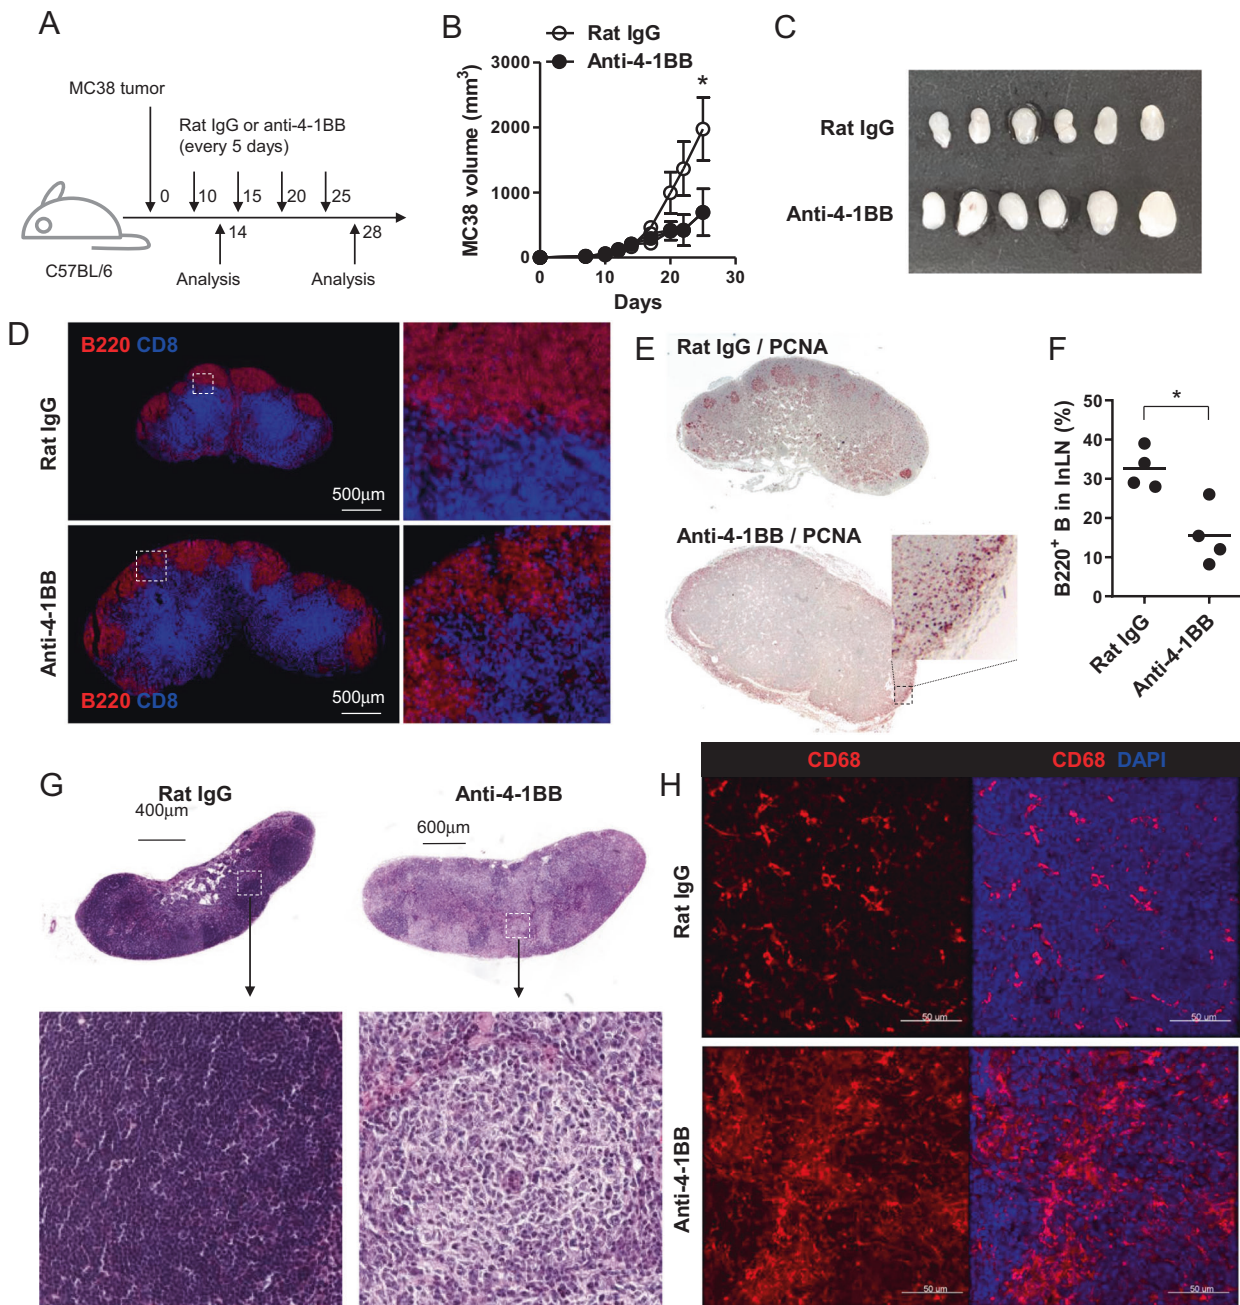 A
MC38 tumor
Rat IgG or anti-4-1BB
(every 5 days)
0
10
15
20
25
14
28
C57BL/6
Analysis
Analysis
B
Rat IgG
Anti-4-1BB
MC38 volume (mm³)
3000
2000
1000
0
*
0
10
20
30
Days
C
Rat IgG
Anti-4-1BB
D
B220 CD8
Rat IgG
500μm
Anti-4-1BB
B220 CD8
500μm
E
Rat IgG / PCNA
Anti-4-1BB / PCNA
F
B220⁺ B in InLN (%)
50
40
30
20
10
0
*
Rat IgG
Anti-4-1BB
G
Rat IgG
400μm
Anti-4-1BB
600μm
H
CD68
CD68 DAPI
Rat IgG
50 um
50 um
Anti-4-1BB
50 um
50 um